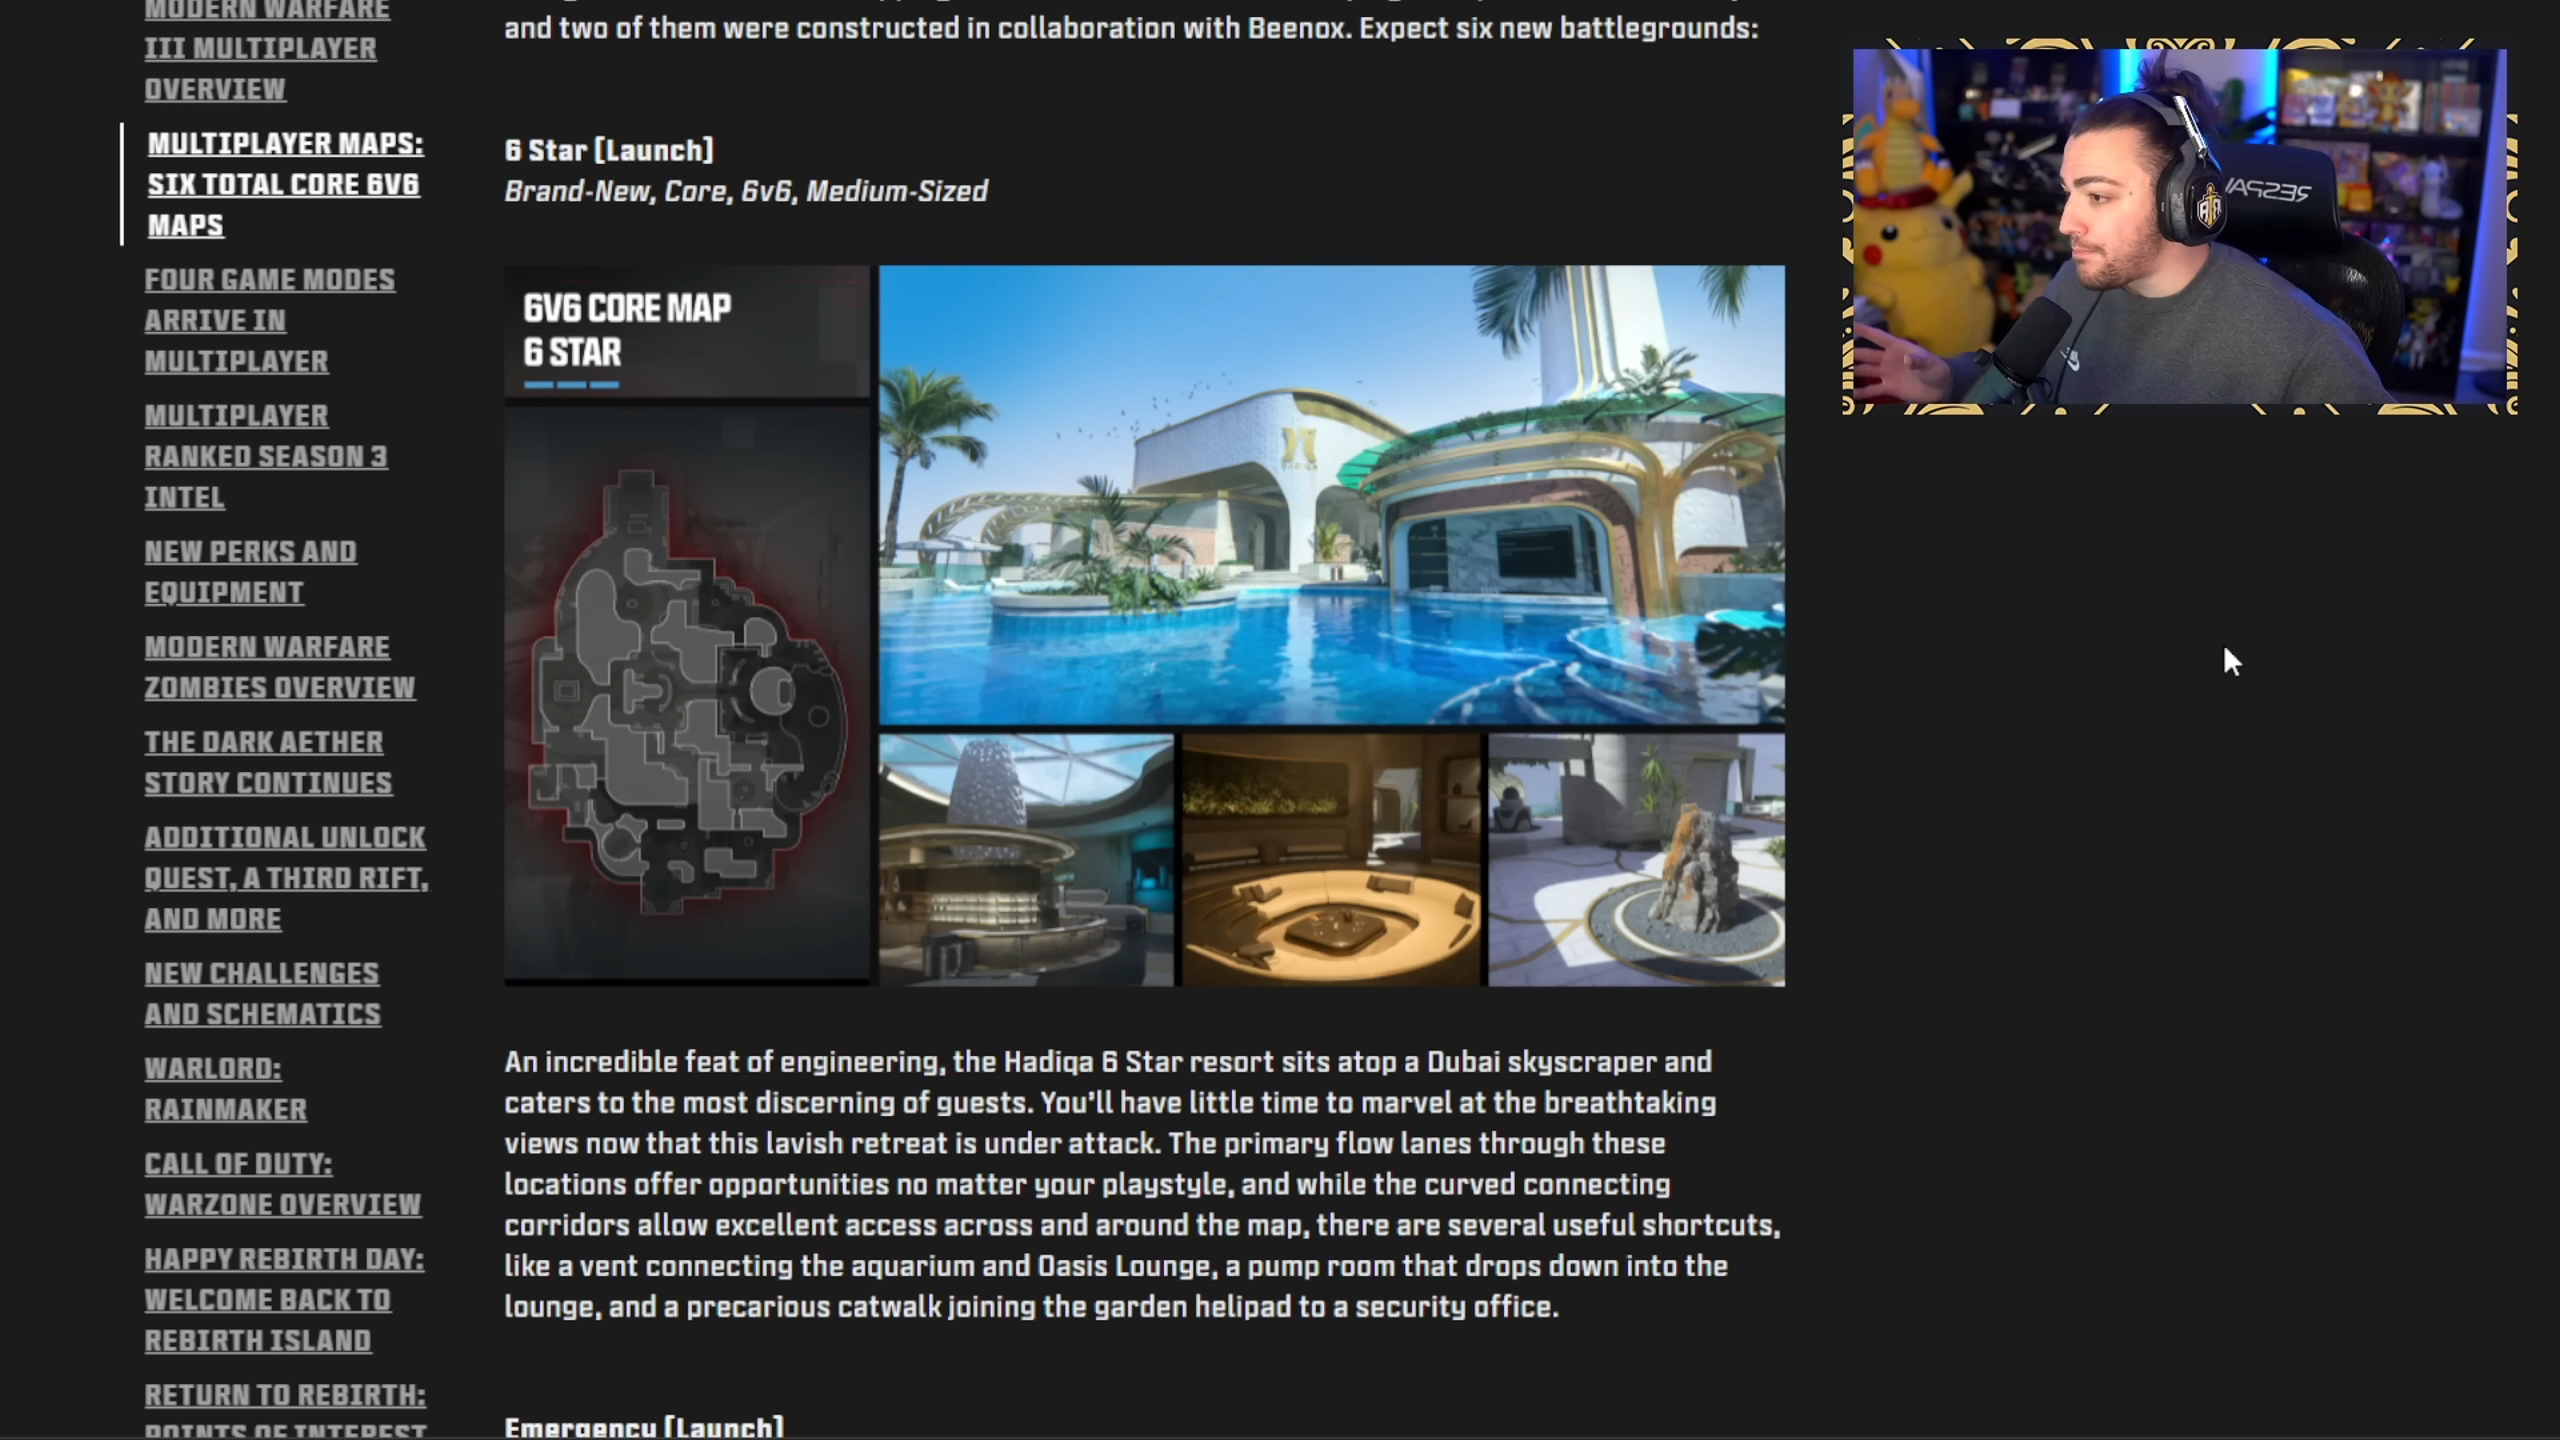 MODERN WARFARE
III MULTIPLAYER
OVERVIEW
MULTIPLAYER MAPS:
SIX TOTAL CORE 6V6
MAPS
FOUR GAME MODES
ARRIVE IN
MULTIPLAYER
MULTIPLAYER
RANKED SEASON 3
INTEL
NEW PERKS AND
EQUIPMENT
MODERN WARFARE
ZOMBIES OVERVIEW
THE DARK AETHER
STORY CONTINUES
ADDITIONAL UNLOCK
QUEST, A THIRD RIFT,
AND MORE
NEW CHALLENGES
AND SCHEMATICS
WARLORD:
RAINMAKER
CALL OF DUTY:
WARZONE OVERVIEW
HAPPY REBIRTH DAY:
WELCOME BACK TO
REBIRTH ISLAND
RETURN TO REBIRTH:
POINTS OF INTEREST
and two of them were constructed in collaboration with Beenox. Expect six new battlegrounds:
6 Star [Launch]
Brand-New, Core, 6v6, Medium-Sized
6V6 CORE MAP
6 STAR
An incredible feat of engineering, the Hadiqa 6 Star resort sits atop a Dubai skyscraper and
caters to the most discerning of guests. You'll have little time to marvel at the breathtaking
views now that this lavish retreat is under attack. The primary flow lanes through these
locations offer opportunities no matter your playstyle, and while the curved connecting
corridors allow excellent access across and around the map, there are several useful shortcuts,
like a vent connecting the aquarium and Oasis Lounge, a pump room that drops down into the
lounge, and a precarious catwalk joining the garden helipad to a security office.
Emergency [Launch]
RESPA